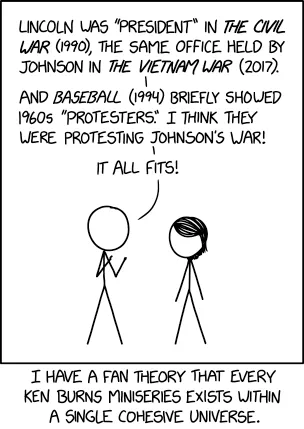 LINCOLN WAS "PRESIDENT" IN THE CIVIL
WAR (1990), THE SAME OFFICE HELD BY
JOHNSON IN THE VIETNAM WAR (2017).
AND BASEBALL (1994) BRIEFLY SHOWED
1960s "PROTESTERS." I THINK THEY
WERE PROTESTING JOHNSON'S WAR!
IT ALL FITS!
I HAVE A FAN THEORY THAT EVERY
KEN BURNS MINISERIES EXISTS WITHIN
A SINGLE COHESIVE UNIVERSE.